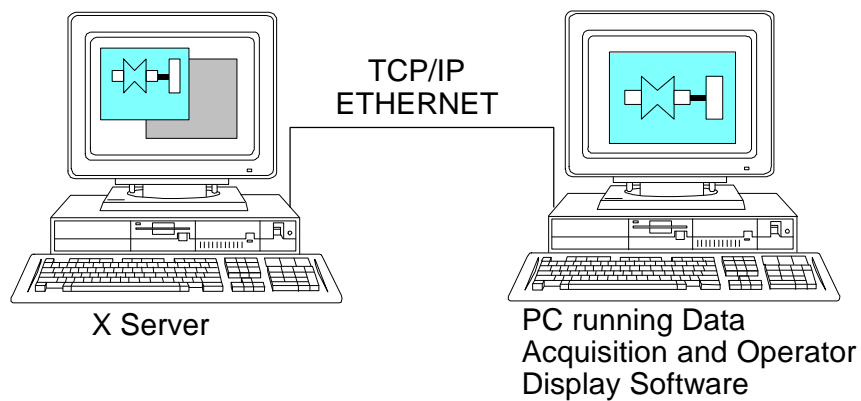 TCP/IP
ETHERNET
X Server
PC running Data
Acquisition and Operator
Display Software